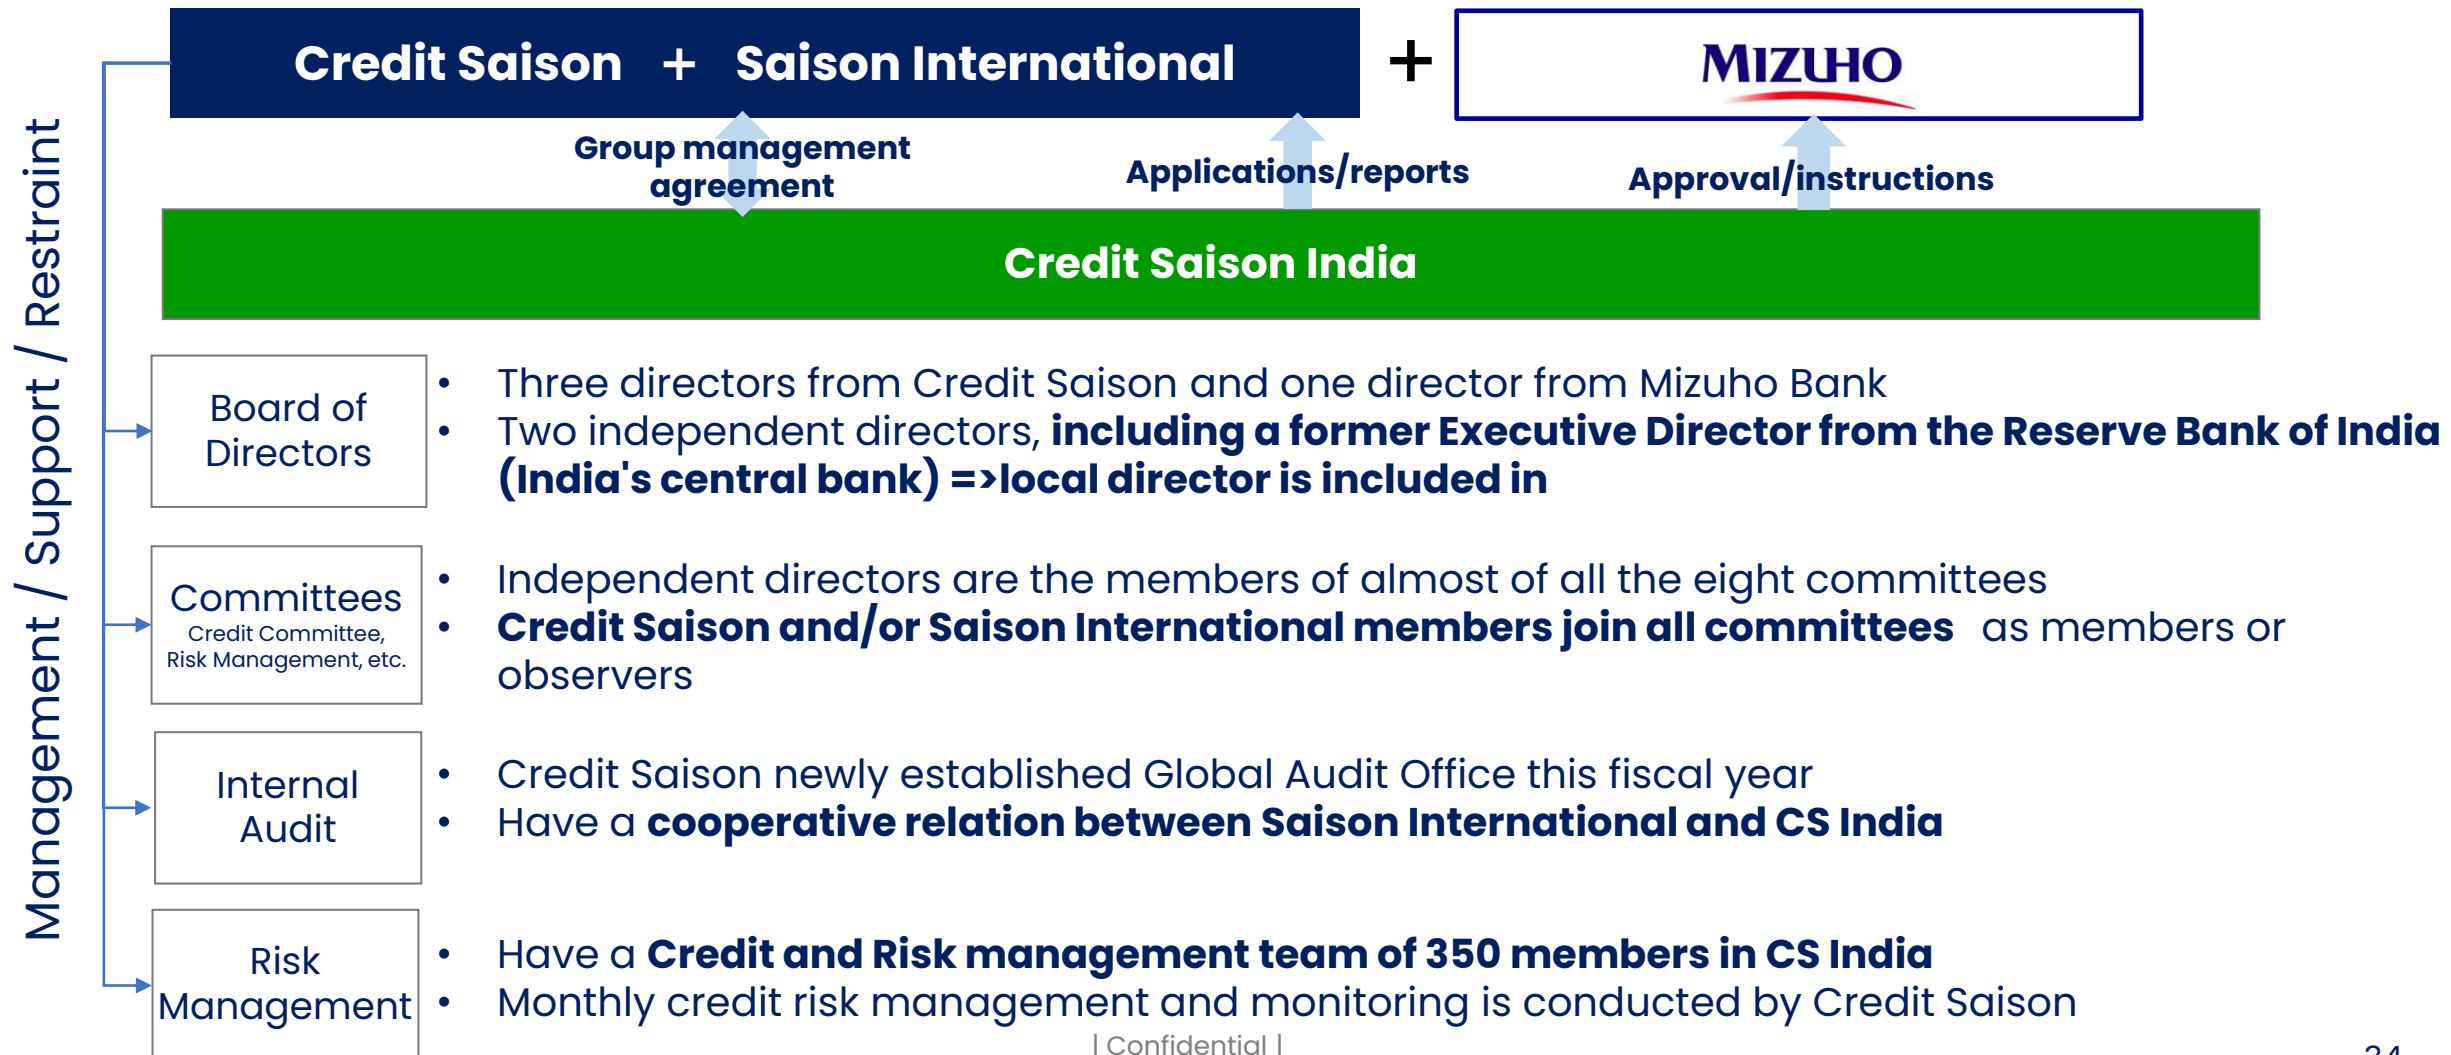 Credit Saison + Saison International + MIZUHO
Group management
agreement
Applications/reports
Approval/instructions
Credit Saison India
Management / Support / Restraint
Board of
Directors
• Three directors from Credit Saison and one director from Mizuho Bank
• Two independent directors, including a former Executive Director from the Reserve Bank of India
(India's central bank) =>local director is included in
Committees
Credit Committee,
Risk Management, etc.
• Independent directors are the members of almost of all the eight committees
• Credit Saison and/or Saison International members join all committees as members or
observers
Internal
Audit
• Credit Saison newly established Global Audit Office this fiscal year
• Have a cooperative relation between Saison International and CS India
Risk
Management
• Have a Credit and Risk management team of 350 members in CS India
• Monthly credit risk management and monitoring is conducted by Credit Saison
| Confidential |